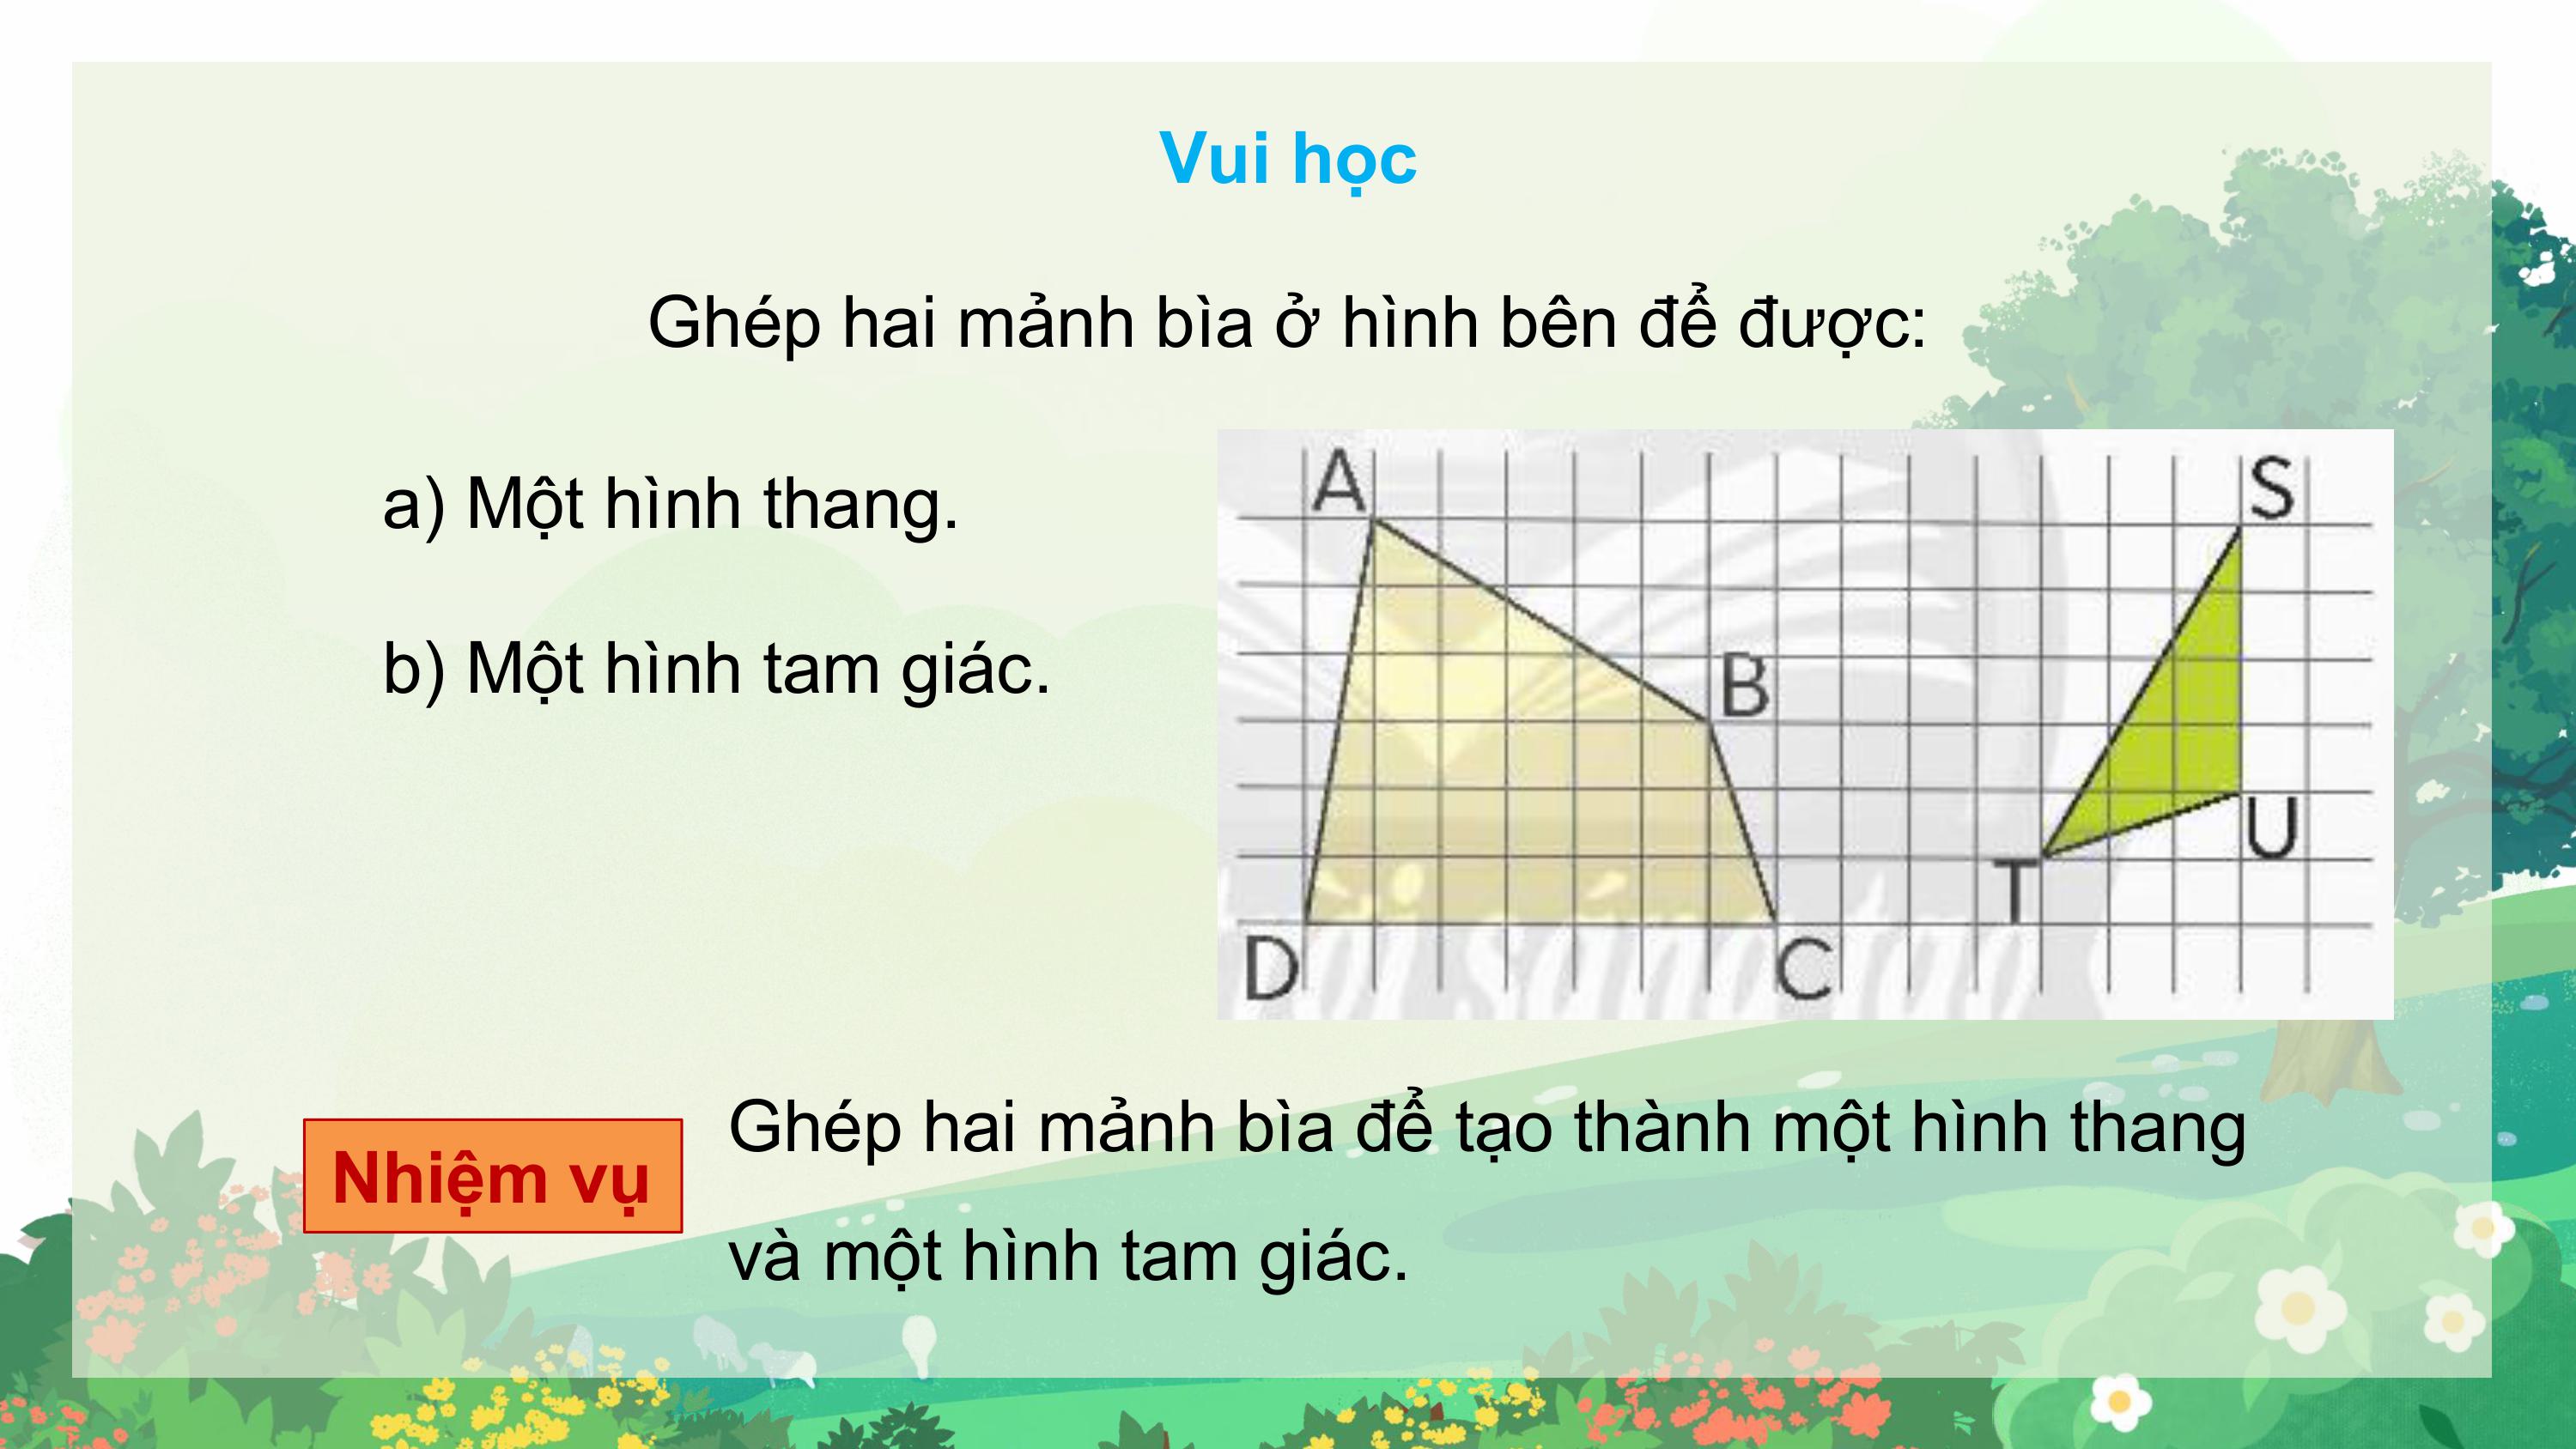 Vui học
Ghép hai mảnh bìa ở hình bên để được:
a) Một hình thang.
b) Một hình tam giác.
A
S
B
U
T
D
C
Nhiệm vụ
Ghép hai mảnh bìa để tạo thành một hình thang
và một hình tam giác.